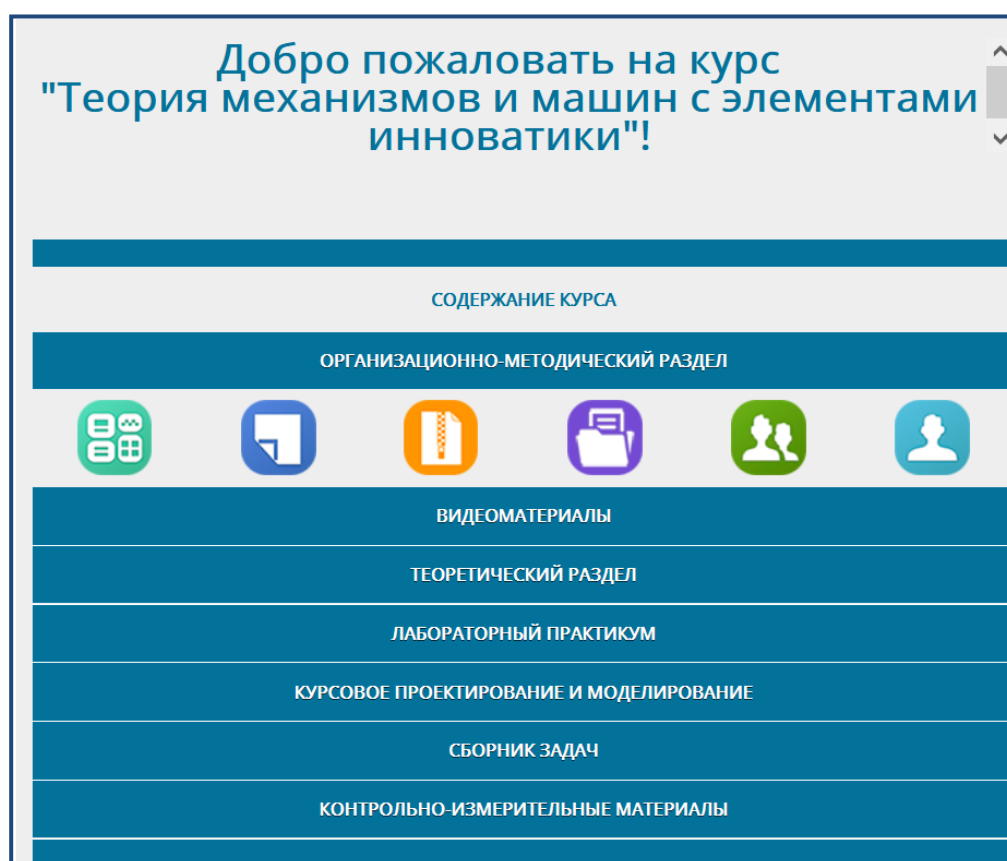 Добро пожаловать на курс
"Теория механизмов и машин с элементами
инноватики"!
СОДЕРЖАНИЕ КУРСА
ОРГАНИЗАЦИОННО-МЕТОДИЧЕСКИЙ РАЗДЕЛ
ВИДЕОМАТЕРИАЛЫ
ТЕОРЕТИЧЕСКИЙ РАЗДЕЛ
ЛАБОРАТОРНЫЙ ПРАКТИКУМ
КУРСОВОЕ ПРОЕКТИРОВАНИЕ И МОДЕЛИРОВАНИЕ
СБОРНИК ЗАДАЧ
КОНТРОЛЬНО-ИЗМЕРИТЕЛЬНЫЕ МАТЕРИАЛЫ